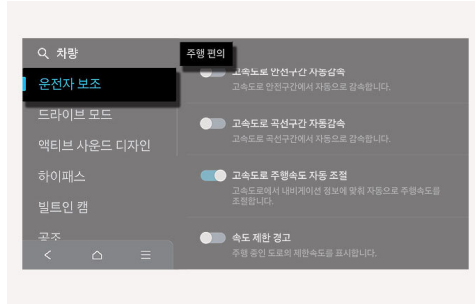 차량
주행 편의
운전자 보조
드라이브 모드
액티브 사운드 디자인
하이패스
빌트인 캠
공조
고속도로 안전구간 자동감속
고속도로 안전구간에서 자동으로 감속합니다.
고속도로 곡선구간 자동감속
고속도로 곡선구간에서 자동으로 감속합니다.
고속도로 주행속도 자동 조절
고속도로에서 내비게이션 정보에 맞춰 자동으로 주행속도를
조절합니다.
속도 제한 경고
주행 중인 도로의 제한속도를 표시합니다.